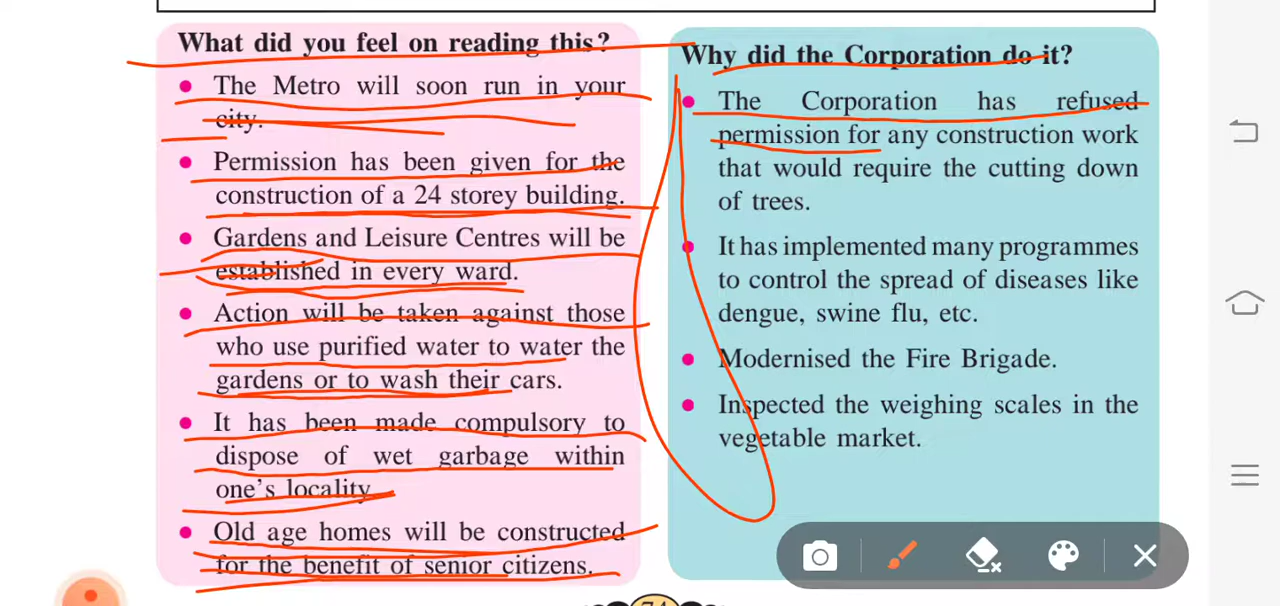 What did you feel on reading this?
• The Metro will soon run in your
city.
• Permission has been given for the
construction of a 24 storey building.
• Gardens and Leisure Centres will be
established in every ward.
• Action will be taken against those
who use purified water to water the
gardens or to wash their cars.
• It has been made compulsory to
dispose of wet garbage within
one's locality.
• Old age homes will be constructed
for the benefit of senior citizens.
Why did the Corporation do it?
• The Corporation has refused
permission for any construction work
that would require the cutting down
of trees.
• It has implemented many programmes
to control the spread of diseases like
dengue, swine flu, etc.
• Modernised the Fire Brigade.
• Inspected the weighing scales in the
vegetable market.